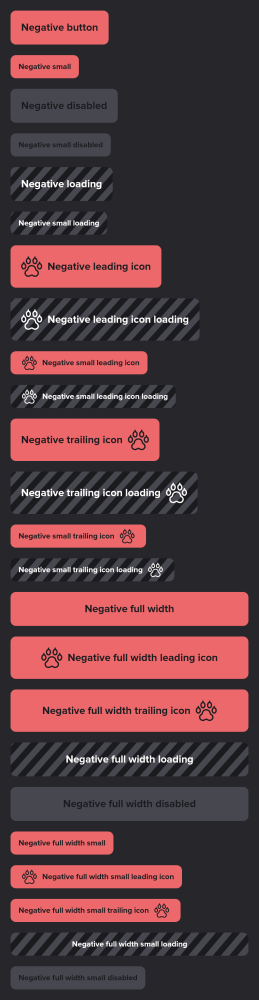 Negative button
Negative small
Negative disabled
Negative small disabled
Negative loading
Negative small loading
Negative leading icon
Negative leading icon loading
Negative small leading icon
Negative small leading icon loading
Negative trailing icon
Negative trailing icon loading
Negative small trailing icon
Negative small trailing icon loading
Negative full width
Negative full width leading icon
Negative full width trailing icon
Negative full width loading
Negative full width disabled
Negative full width small
Negative full width small leading icon
Negative full width small trailing icon
Negative full width small loading
Negative full width small disabled